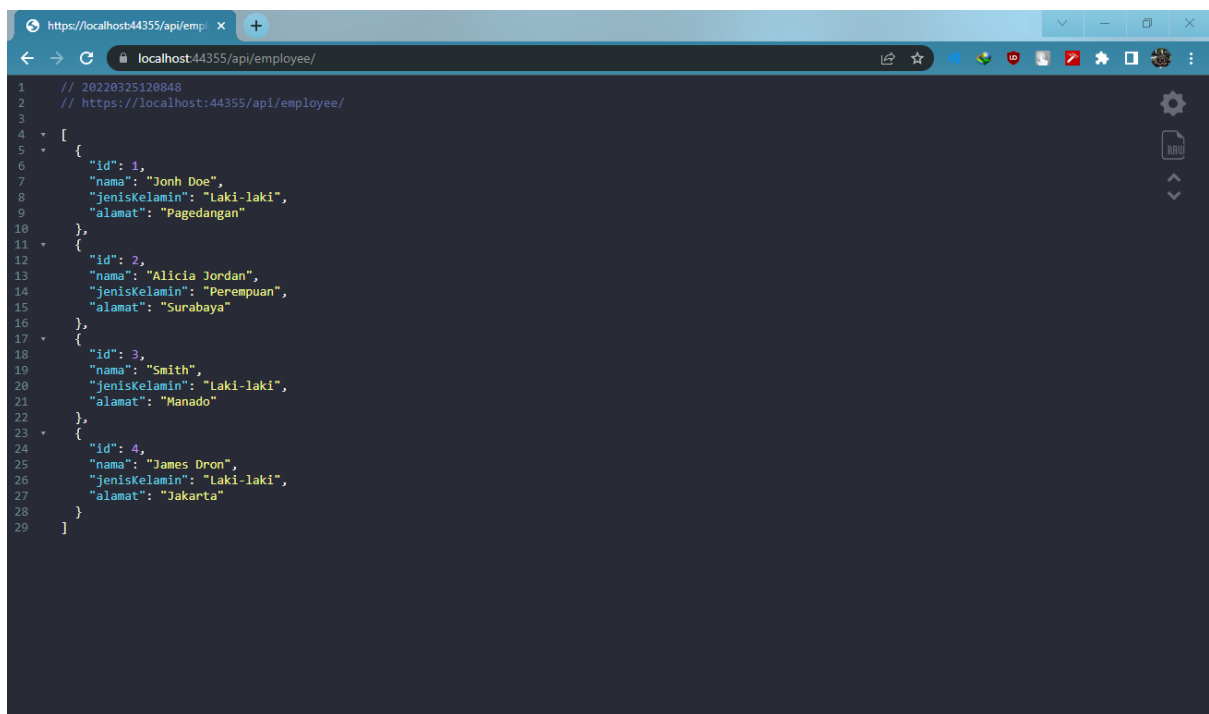 https://localhost:44355/api/empl
localhost:44355/api/employee/
1 // 20220325120848
2 // https://localhost:44355/api/employee/
3
4 [
5 {
6 "id": 1,
7 "nama": "Jonh Doe",
8 "jenisKelamin": "Laki-laki",
9 "alamat": "Pagedangan"
10 },
11 {
12 "id": 2,
13 "nama": "Alicia Jordan",
14 "jenisKelamin": "Perempuan",
15 "alamat": "Surabaya"
16 },
17 {
18 "id": 3,
19 "nama": "Smith",
20 "jenisKelamin": "Laki-laki",
21 "alamat": "Manado"
22 },
23 {
24 "id": 4,
25 "nama": "James Dron",
26 "jenisKelamin": "Laki-laki",
27 "alamat": "Jakarta"
28 }
29 ]
RAW